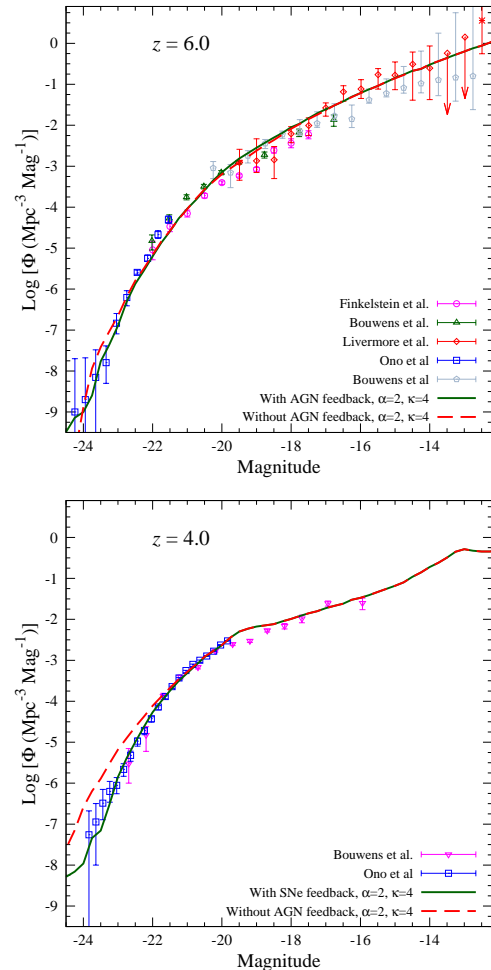 z = 6.0
Log [Φ (Mpc⁻³ Mag⁻¹)]
0
-1
-2
-3
-4
-5
-6
-7
-8
-9
Finkelstein et al.
Bouwens et al.
Livermore et al.
Ono et al
Bouwens et al
With AGN feedback, α=2, κ=4
Without AGN feedback, α=2, κ=4
-24 -22 -20 -18 -16 -14
Magnitude
z = 4.0
Log [Φ (Mpc⁻³ Mag⁻¹)]
0
-1
-2
-3
-4
-5
-6
-7
-8
-9
Bouwens et al.
Ono et al
With SNe feedback, α=2, κ=4
Without AGN feedback, α=2, κ=4
-24 -22 -20 -18 -16 -14
Magnitude